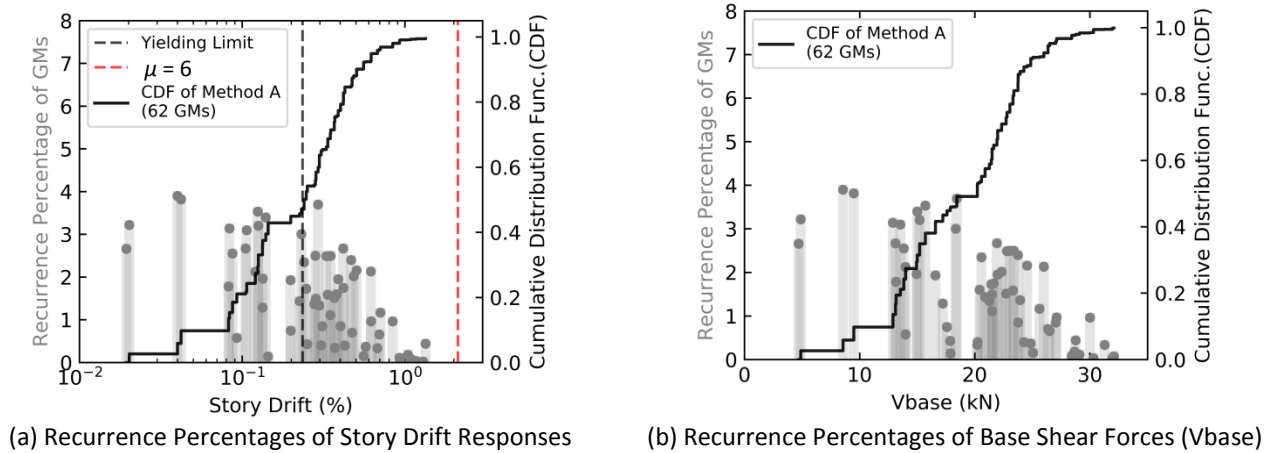 8
7
6
5
4
3
2
1
0
Recurrence Percentage of GMs
Yielding Limit
μ = 6
CDF of Method A
(62 GMs)
1.0
0.8
0.6
0.4
0.2
0.0
Cumulative Distribution Func.(CDF)
10⁻² 10⁻¹ 10⁰
Story Drift (%)
(a) Recurrence Percentages of Story Drift Responses
8
7
6
5
4
3
2
1
0
Recurrence Percentage of GMs
CDF of Method A
(62 GMs)
1.0
0.8
0.6
0.4
0.2
0.0
Cumulative Distribution Func.(CDF)
0 10 20 30
Vbase (kN)
(b) Recurrence Percentages of Base Shear Forces (Vbase)